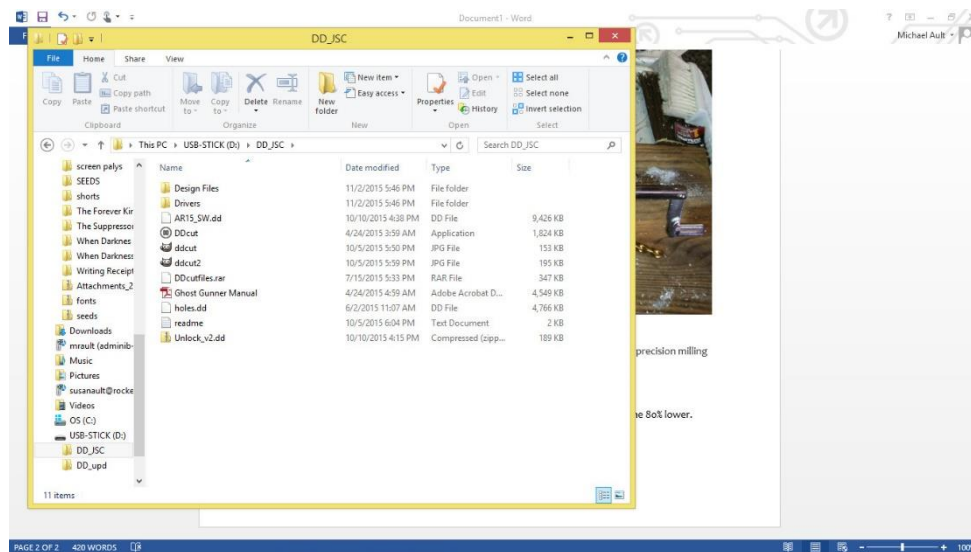 Document1 - Word
Michael Ault
DD_JSC
File Home Share View
Copy
Paste
Cut
Copy path
Paste shortcut
Move to
Copy to
Delete
Rename
New folder
New item
Easy access
Properties
Open
Edit
History
Select all
Select none
Invert selection
Clipboard Organize New Open Select
This PC USB-STICK (D:) DD_JSC
Search DD_JSC
Name Date modified Type Size
screen palys
SEEDS
shorts
The Forever Kir
The Suppressor
When Darknes
When Darkness
Writing Receipt
Attachments_2
fonts
seeds
Downloads
mrault (adminib-
Music
Pictures
susanault@rocke
Videos
OS (C:)
USB-STICK (D:)
DD_JSC
DD_upd
Design Files 11/2/2015 5:46 PM File folder
Drivers 11/2/2015 5:46 PM File folder
AR15_SW.dd 10/10/2015 4:38 PM DD File 9,426 KB
DDcut 4/24/2015 3:59 AM Application 1,824 KB
ddcut 10/5/2015 5:50 PM JPG File 153 KB
ddcut2 10/5/2015 5:59 PM JPG File 195 KB
DDcutfiles.rar 7/15/2015 5:33 PM RAR File 347 KB
Ghost Gunner Manual 4/24/2015 4:59 AM Adobe Acrobat D... 4,549 KB
holes.dd 6/2/2015 11:07 AM DD File 4,766 KB
readme 10/5/2015 6:04 PM Text Document 2 KB
Unlock_v2.dd 10/10/2015 4:15 PM Compressed (zipp... 189 KB
precision milling
80% lower.
11 items
PAGE 2 OF 2 420 WORDS